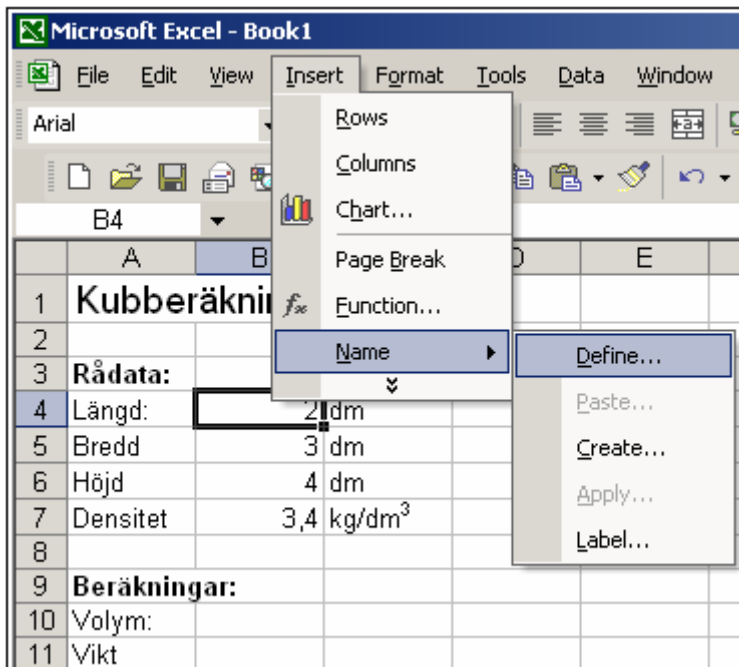 Microsoft Excel - Book1
File Edit View Insert Format Tools Data Window
Arial
Rows
Columns
Chart...
Page Break
Function...
Name
Define...
Paste...
Create...
Apply...
Label...
B4
A B D E
1 Kubberäkni
2
3 Rådata:
4 Längd: 2 dm
5 Bredd 3 dm
6 Höjd 4 dm
7 Densitet 3,4 kg/dm³
8
9 Beräkningar:
10 Volym:
11 Vikt